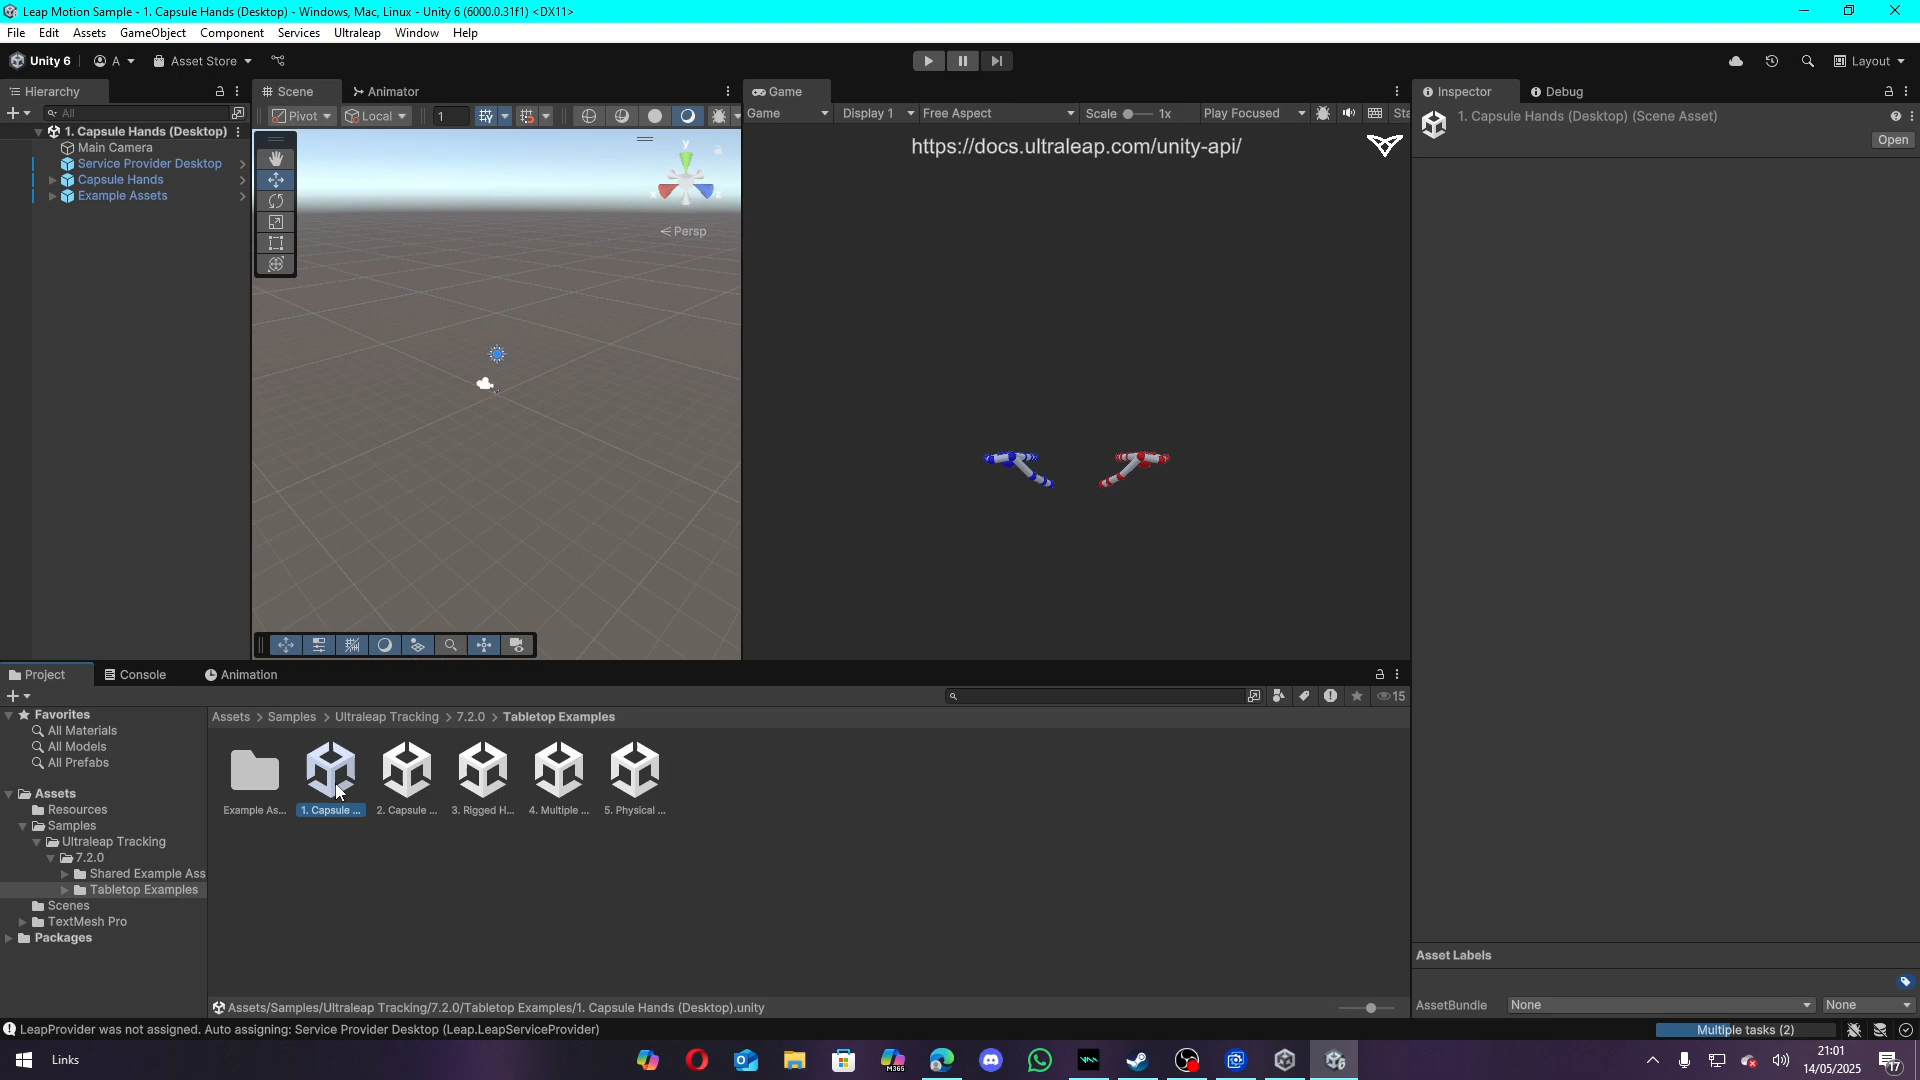 Leap Motion Sample - 1. Capsule Hands (Desktop) - Windows, Mac, Linux - Unity 6 (6000.0.31f1) <DX11>
File Edit Assets GameObject Component Services Ultraleap Window Help
Unity 6 A Asset Store Layout
Hierarchy Scene Animator Game Inspector Debug
All Pivot Local 1 Game Display 1 Free Aspect Scale 1x Play Focused Sta
1. Capsule Hands (Desktop)
Main Camera
Service Provider Desktop
Capsule Hands
Example Assets
y
x
z
Persp
https://docs.ultraleap.com/unity-api/
1. Capsule Hands (Desktop) (Scene Asset)
Open
Project Console Animation
15
Favorites
All Materials
All Models
All Prefabs
Assets
Resources
Samples
Ultraleap Tracking
7.2.0
Shared Example Ass
Tabletop Examples
Scenes
TextMesh Pro
Packages
Assets > Samples > Ultraleap Tracking > 7.2.0 > Tabletop Examples
Example As... 1. Capsule ... 2. Capsule ... 3. Rigged H... 4. Multiple ... 5. Physical ...
Assets/Samples/Ultraleap Tracking/7.2.0/Tabletop Examples/1. Capsule Hands (Desktop).unity
Asset Labels
AssetBundle None None
LeapProvider was not assigned. Auto assigning: Service Provider Desktop (Leap.LeapServiceProvider)
Multiple tasks (2)
Links
M365
6
21:01
14/05/2025
17